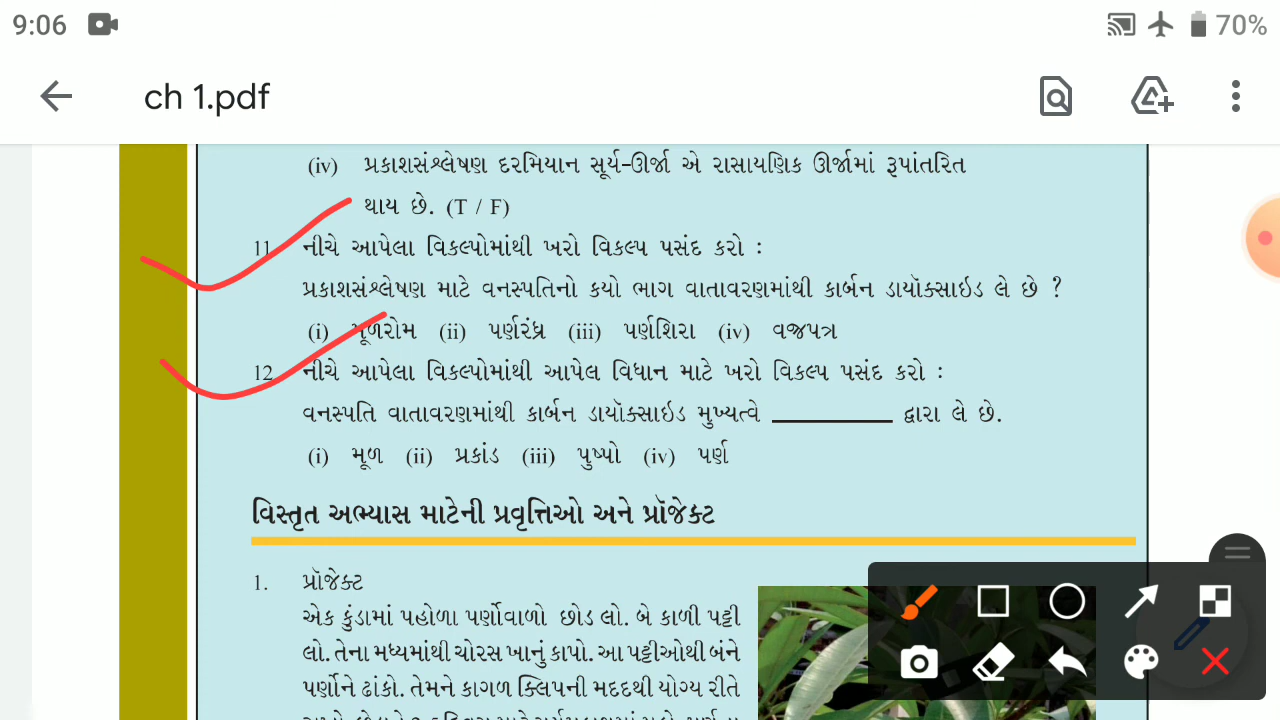 9:06
70%
ch 1.pdf
(iv) પ્રકાશસંશ્લેષણ દરમિયાન સૂર્ય-ઊર્જા એ રાસાયણિક ઊર્જામાં રૂપાંતરિત
થાય છે. (T / F)
11. નીચે આપેલા વિકલ્પોમાંથી ખરો વિકલ્પ પસંદ કરો :
પ્રકાશસંશ્લેષણ માટે વનસ્પતિનો કયો ભાગ વાતાવરણમાંથી કાર્બન ડાયૉક્સાઇડ લે છે ?
(i) મૂળરોમ (ii) પર્ણરંધ્ર (iii) પર્ણશિરા (iv) વજ્રપત્ર
12. નીચે આપેલા વિકલ્પોમાંથી આપેલ વિધાન માટે ખરો વિકલ્પ પસંદ કરો :
વનસ્પતિ વાતાવરણમાંથી કાર્બન ડાયૉક્સાઇડ મુખ્યત્વે __________ દ્વારા લે છે.
(i) મૂળ (ii) પ્રકાંડ (iii) પુષ્પો (iv) પર્ણ
વિસ્તૃત અભ્યાસ માટેની પ્રવૃત્તિઓ અને પ્રૉજેક્ટ
1. પ્રૉજેક્ટ
એક કુંડામાં પહોળા પર્ણોવાળો છોડ લો. બે કાળી પટ્ટી
લો. તેના મધ્યમાંથી ચોરસ ખાનું કાપો. આ પટ્ટીઓથી બંને
પર્ણોને ઢાંકો. તેમને કાગળ ક્લિપની મદદથી યોગ્ય રીતે